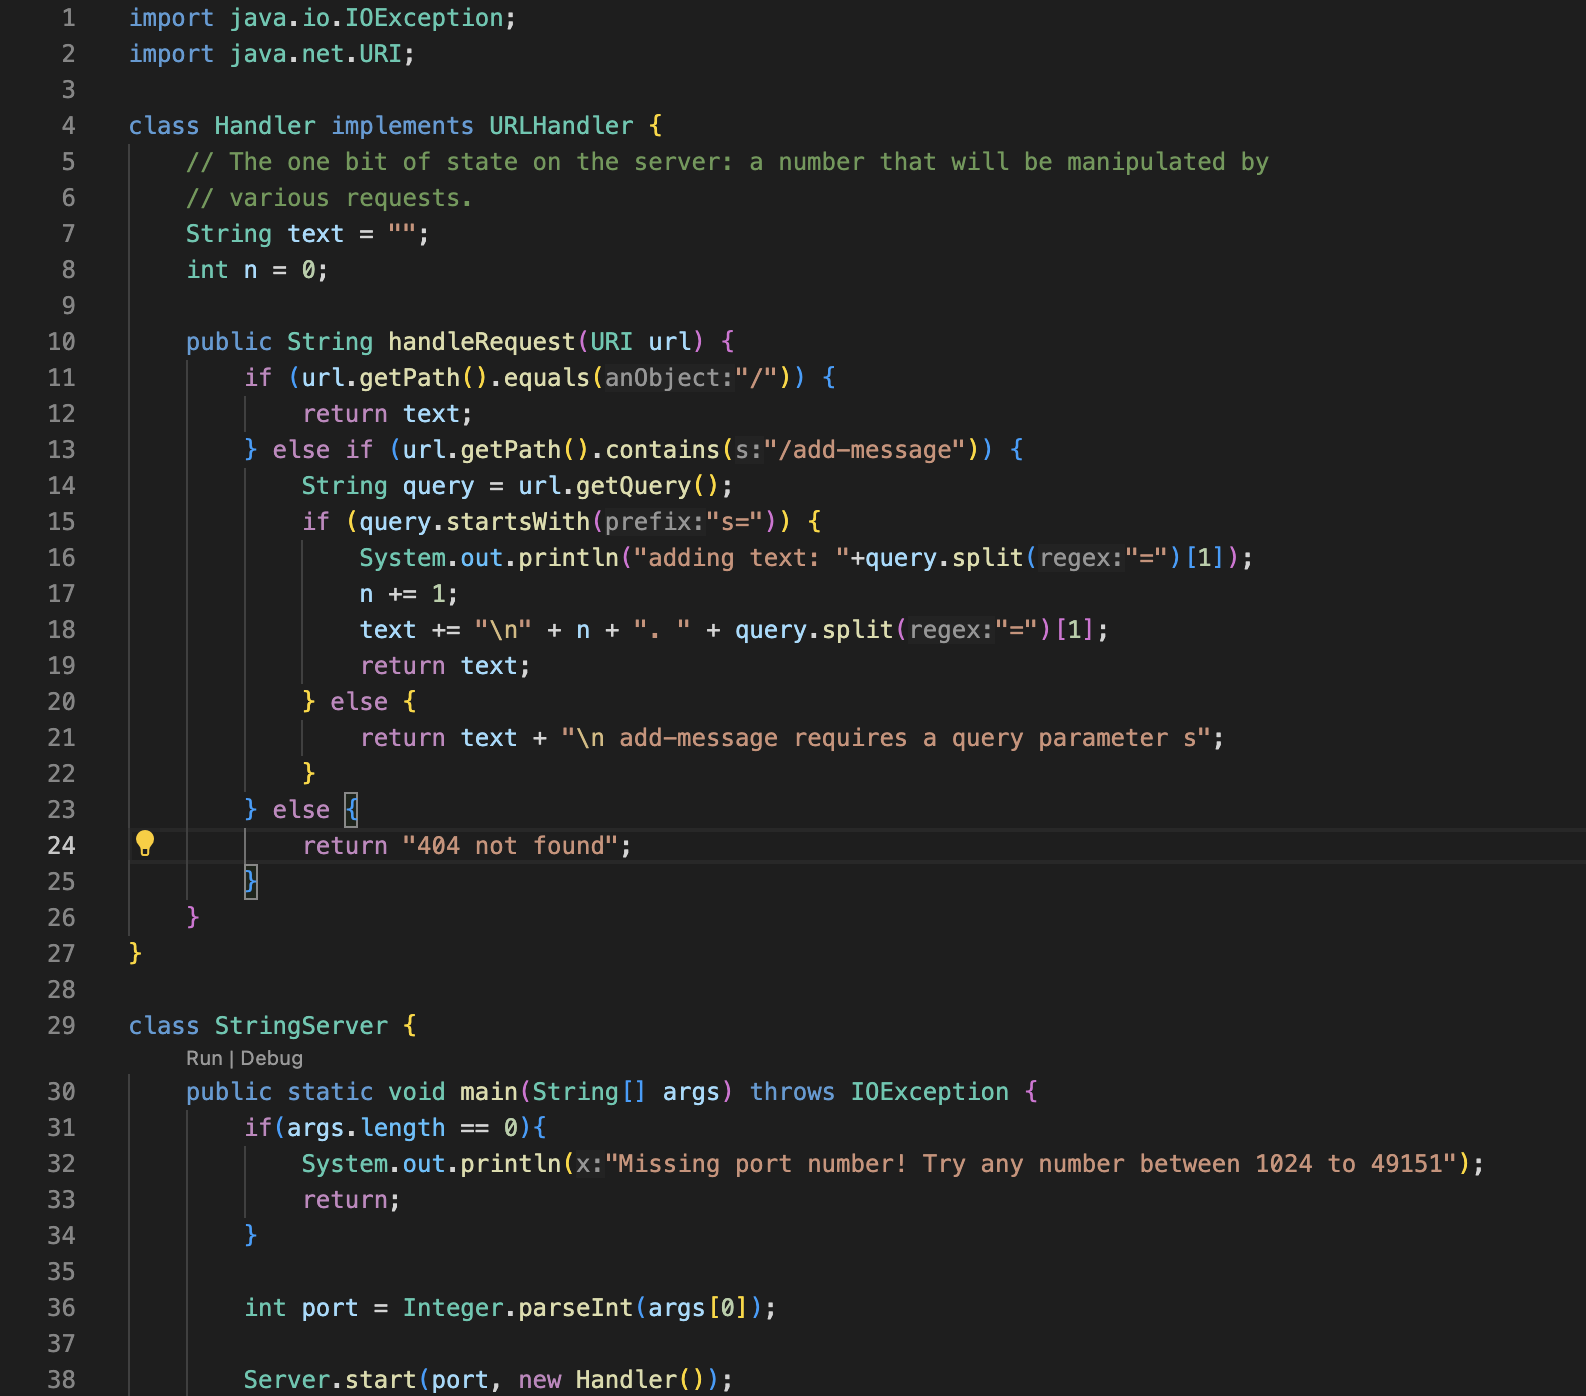 1 import java.io.IOException;
2 import java.net.URI;
3
4 class Handler implements URLHandler {
5 // The one bit of state on the server: a number that will be manipulated by
6 // various requests.
7 String text = "";
8 int n = 0;
9
10 public String handleRequest(URI url) {
11 if (url.getPath().equals(anObject:"/")) {
12 return text;
13 } else if (url.getPath().contains(s:"/add-message")) {
14 String query = url.getQuery();
15 if (query.startsWith(prefix:"s=")) {
16 System.out.println("adding text: "+query.split(regex:"=")[1]);
17 n += 1;
18 text += "\n" + n + ". " + query.split(regex:"=")[1];
19 return text;
20 } else {
21 return text + "\n add-message requires a query parameter s";
22 }
23 } else {
24 return "404 not found";
25 }
26 }
27 }
28
29 class StringServer {
Run | Debug
30 public static void main(String[] args) throws IOException {
31 if(args.length == 0){
32 System.out.println(x:"Missing port number! Try any number between 1024 to 49151");
33 return;
34 }
35
36 int port = Integer.parseInt(args[0]);
37
38 Server.start(port, new Handler());